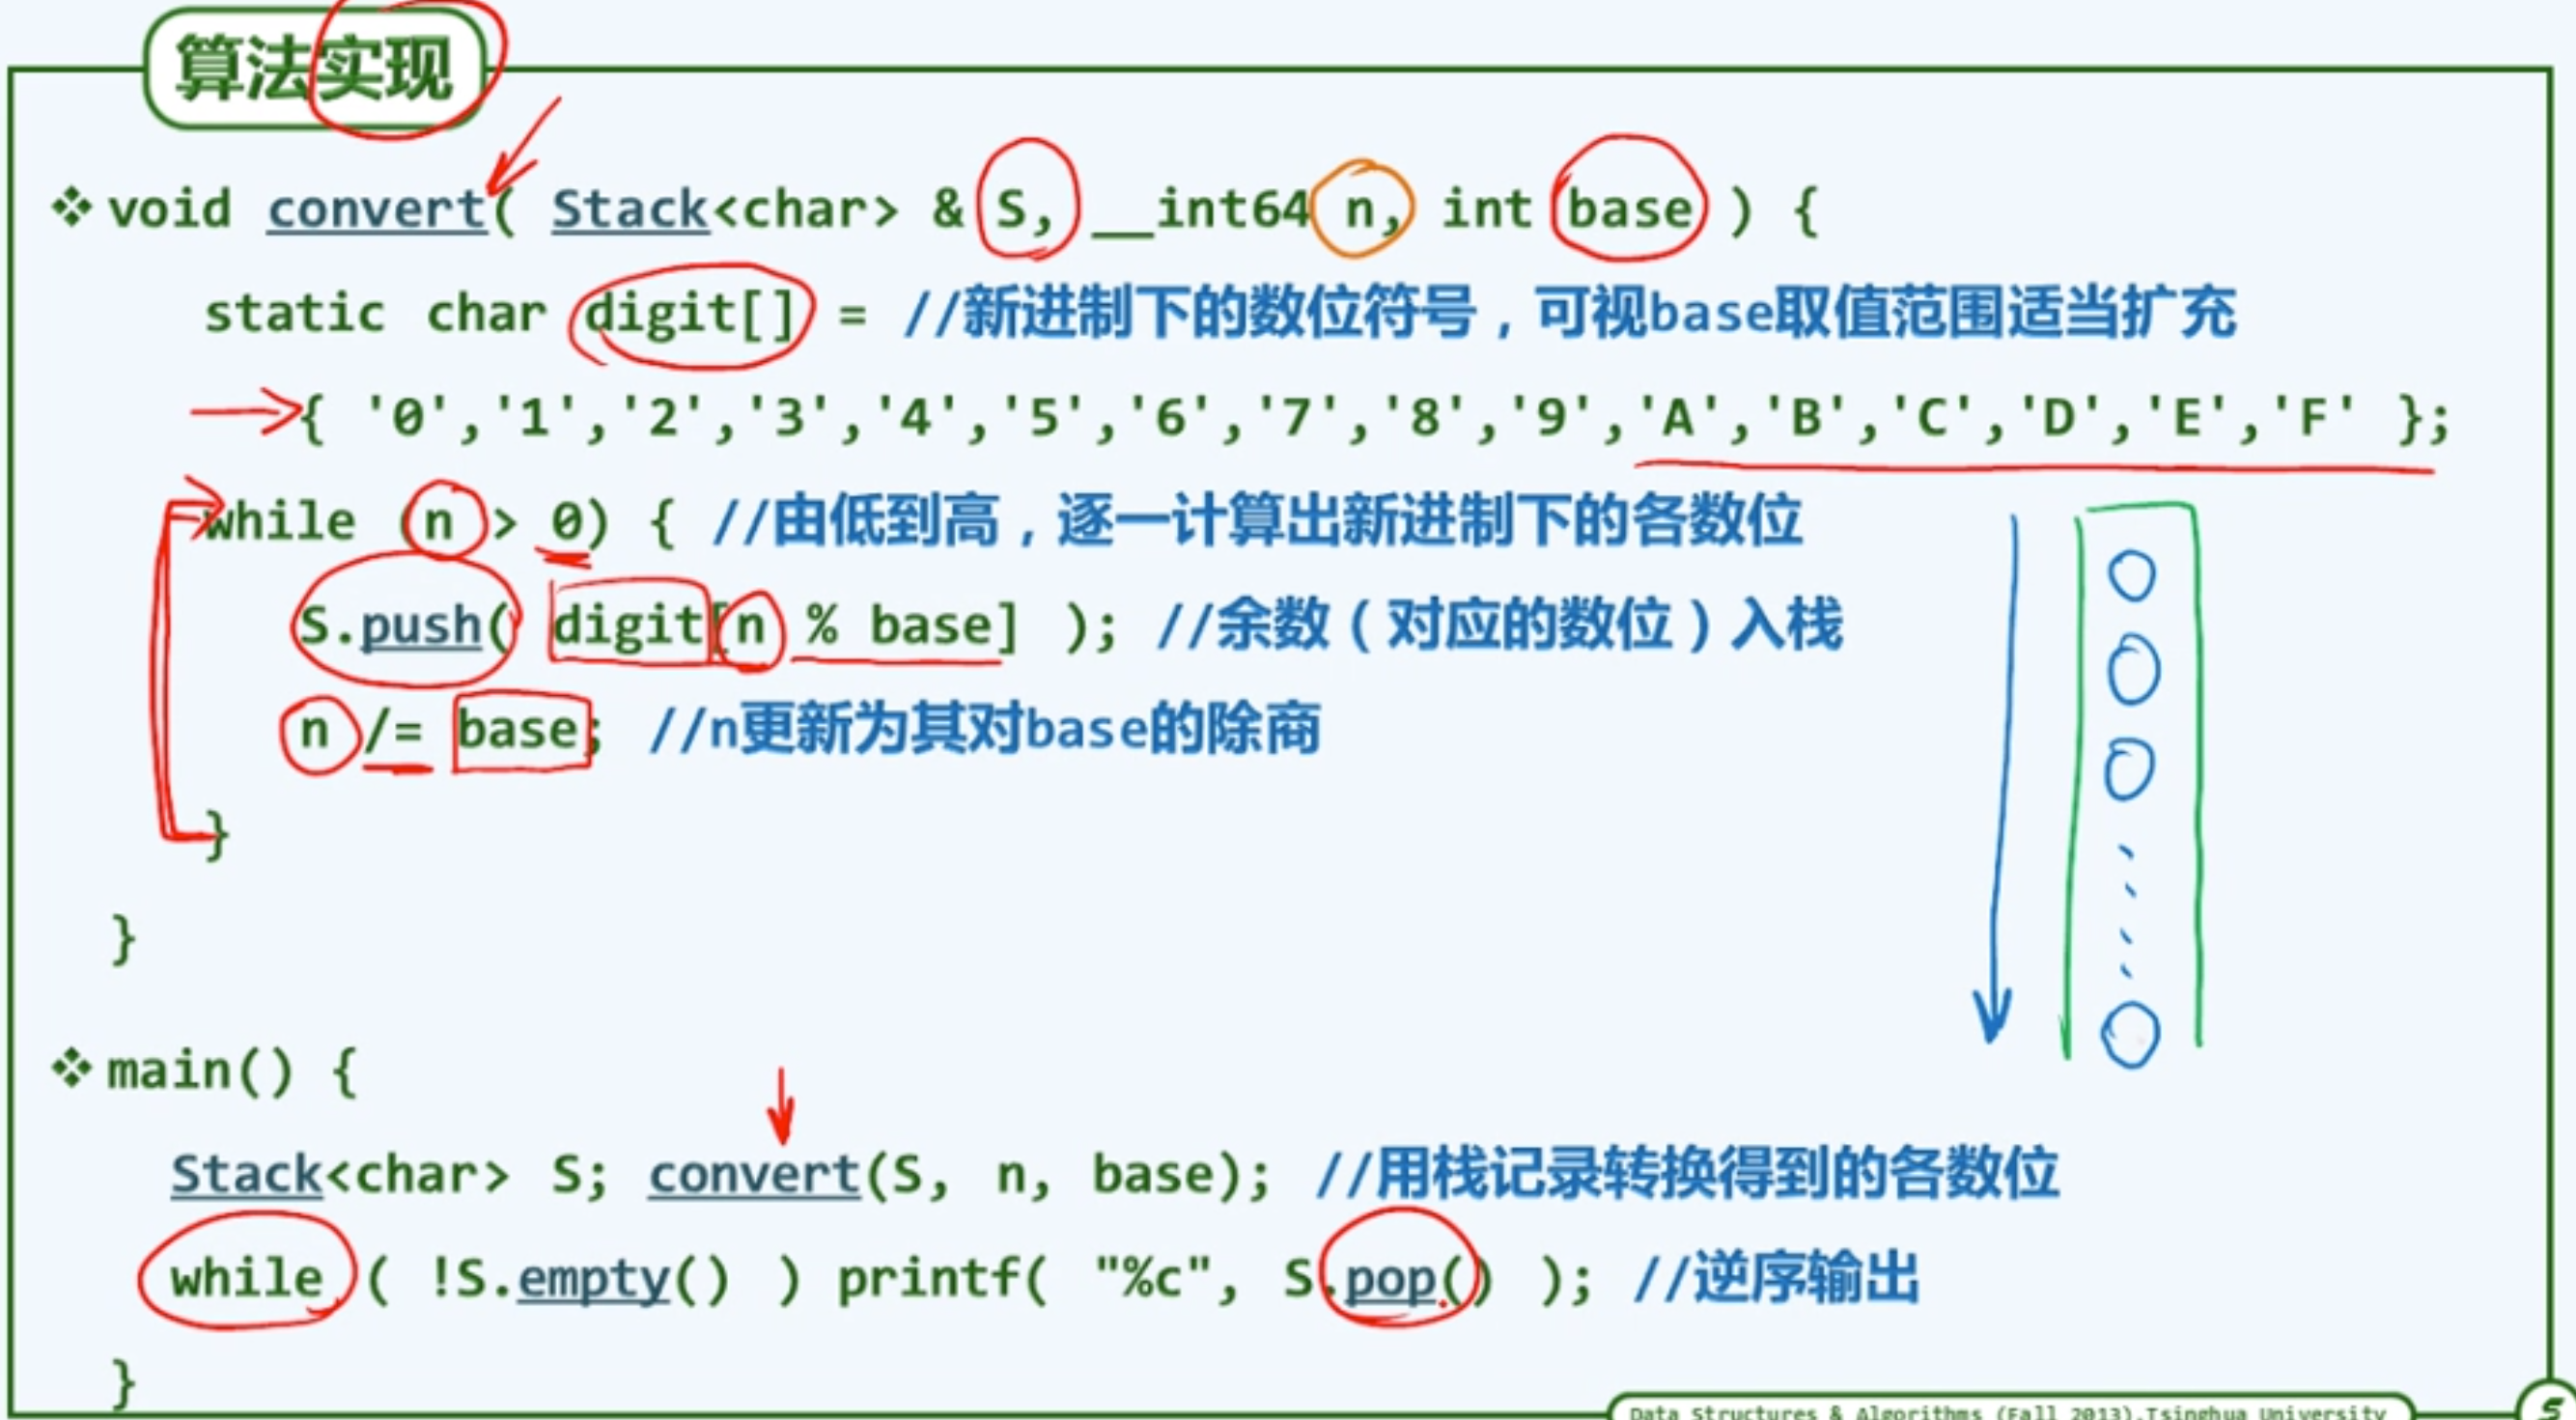 算法实现
❖ void convert( Stack<char> & S, __int64 n, int base ) {
static char digit[] = //新进制下的数位符号，可视base取值范围适当扩充
{ '0','1','2','3','4','5','6','7','8','9','A','B','C','D','E','F' };
while (n > 0) { //由低到高，逐一计算出新进制下的各数位
S.push( digit[n % base] ); //余数（对应的数位）入栈
n /= base; //n更新为其对base的除商
}
}
❖ main() {
Stack<char> S; convert(S, n, base); //用栈记录转换得到的各数位
while ( !S.empty() ) printf( "%c", S.pop() ); //逆序输出
}
Data Structures & Algorithms (Fall 2013),Tsinghua University
5